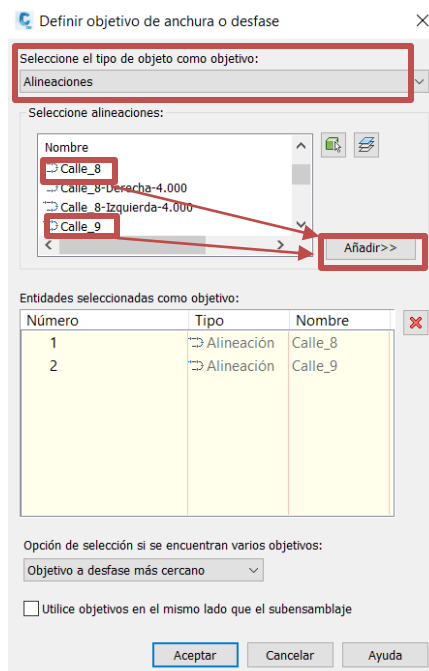 Definir objetivo de anchura o desfase
Seleccione el tipo de objeto como objetivo:
Alineaciones
Seleccione alineaciones:
Nombre
Calle_8
Calle_8-Derecha-4.000
Calle_8-Izquierda-4.000
Calle_9
Añadir>>
Entidades seleccionadas como objetivo:
Número Tipo Nombre
1 Alineación Calle_8
2 Alineación Calle_9
Opción de selección si se encuentran varios objetivos:
Objetivo a desfase más cercano
Utilice objetivos en el mismo lado que el subensamblaje
Aceptar Cancelar Ayuda